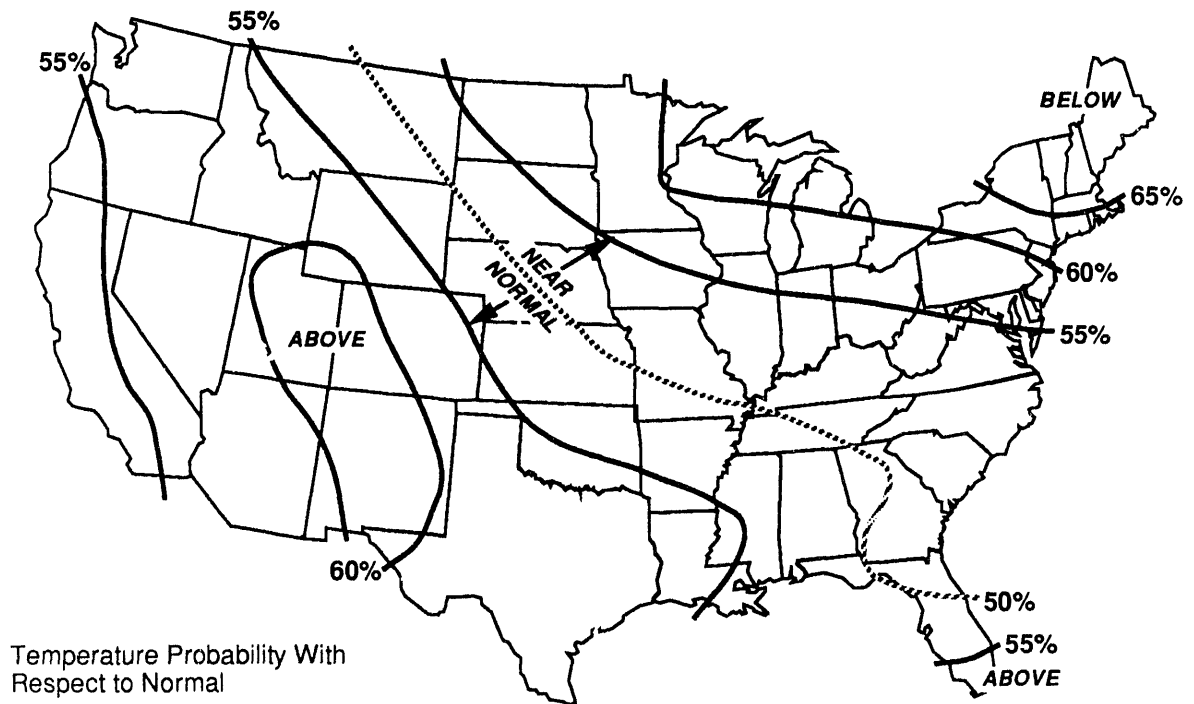 55%
55%
BELOW
65%
NEAR
NORMAL
60%
ABOVE
55%
60%
50%
55%
ABOVE
Temperature Probability With
Respect to Normal